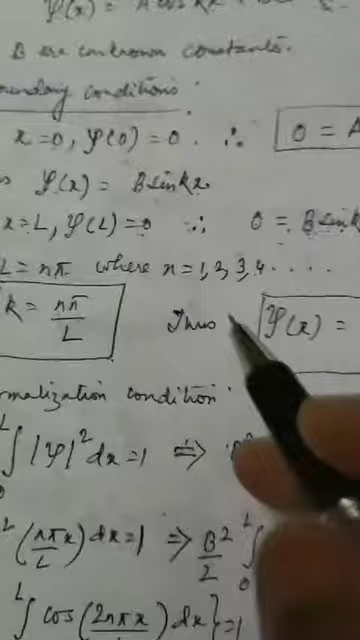 Ψ(x) = A cos kx
B are unknown constants.
boundary conditions:
x=0, Ψ(0) = 0 ∴ 0 = A
Ψ(x) = B sin kx
x=L, Ψ(L)=0 ∵ 0 = B sin k
L = nπ where n=1,2,3,4.....
k = nπ/L Thus Ψ(x) =
normalization condition
∫ |Ψ|² dx = 1 ⇒
L (nπx/L) dx = 1 ⇒ B²/2 ∫ L 0
L ∫ cos (2nπx/ ) dx} = 1